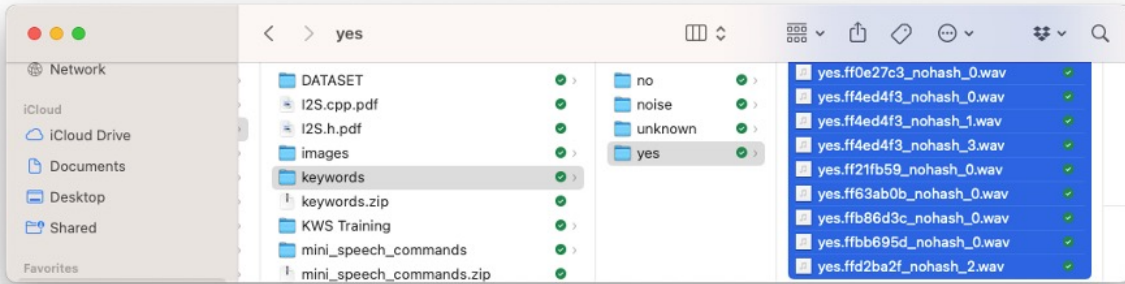 yes
Network
iCloud
iCloud Drive
Documents
Desktop
Shared
Favorites
DATASET
I2S.cpp.pdf
I2S.h.pdf
images
keywords
keywords.zip
KWS Training
mini_speech_commands
mini_speech_commands.zip
no
noise
unknown
yes
yes.ff0e27c3_nohash_0.wav
yes.ff4ed4f3_nohash_0.wav
yes.ff4ed4f3_nohash_1.wav
yes.ff4ed4f3_nohash_3.wav
yes.ff21fb59_nohash_0.wav
yes.ff63ab0b_nohash_0.wav
yes.ffb86d3c_nohash_0.wav
yes.ffbb695d_nohash_0.wav
yes.ffd2ba2f_nohash_2.wav